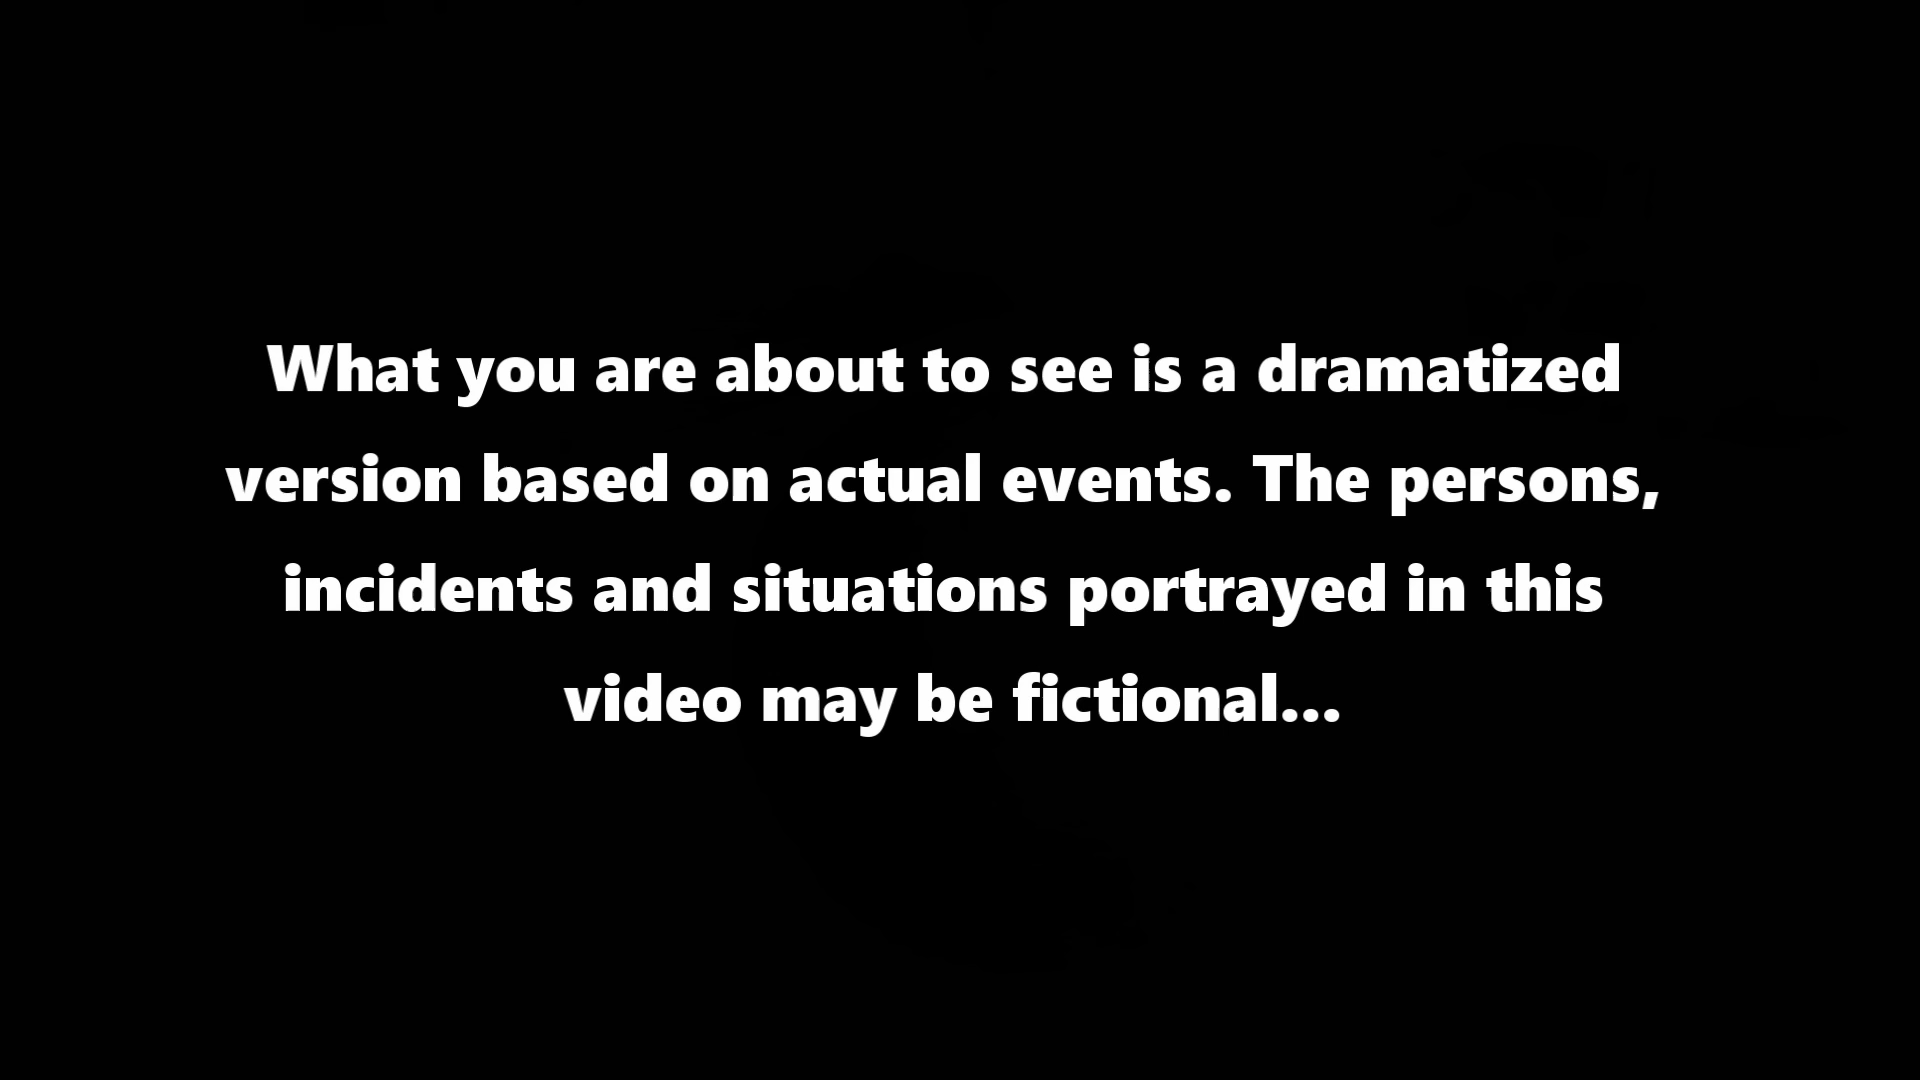 What you are about to see is a dramatized
version based on actual events. The persons,
incidents and situations portrayed in this
video may be fictional...